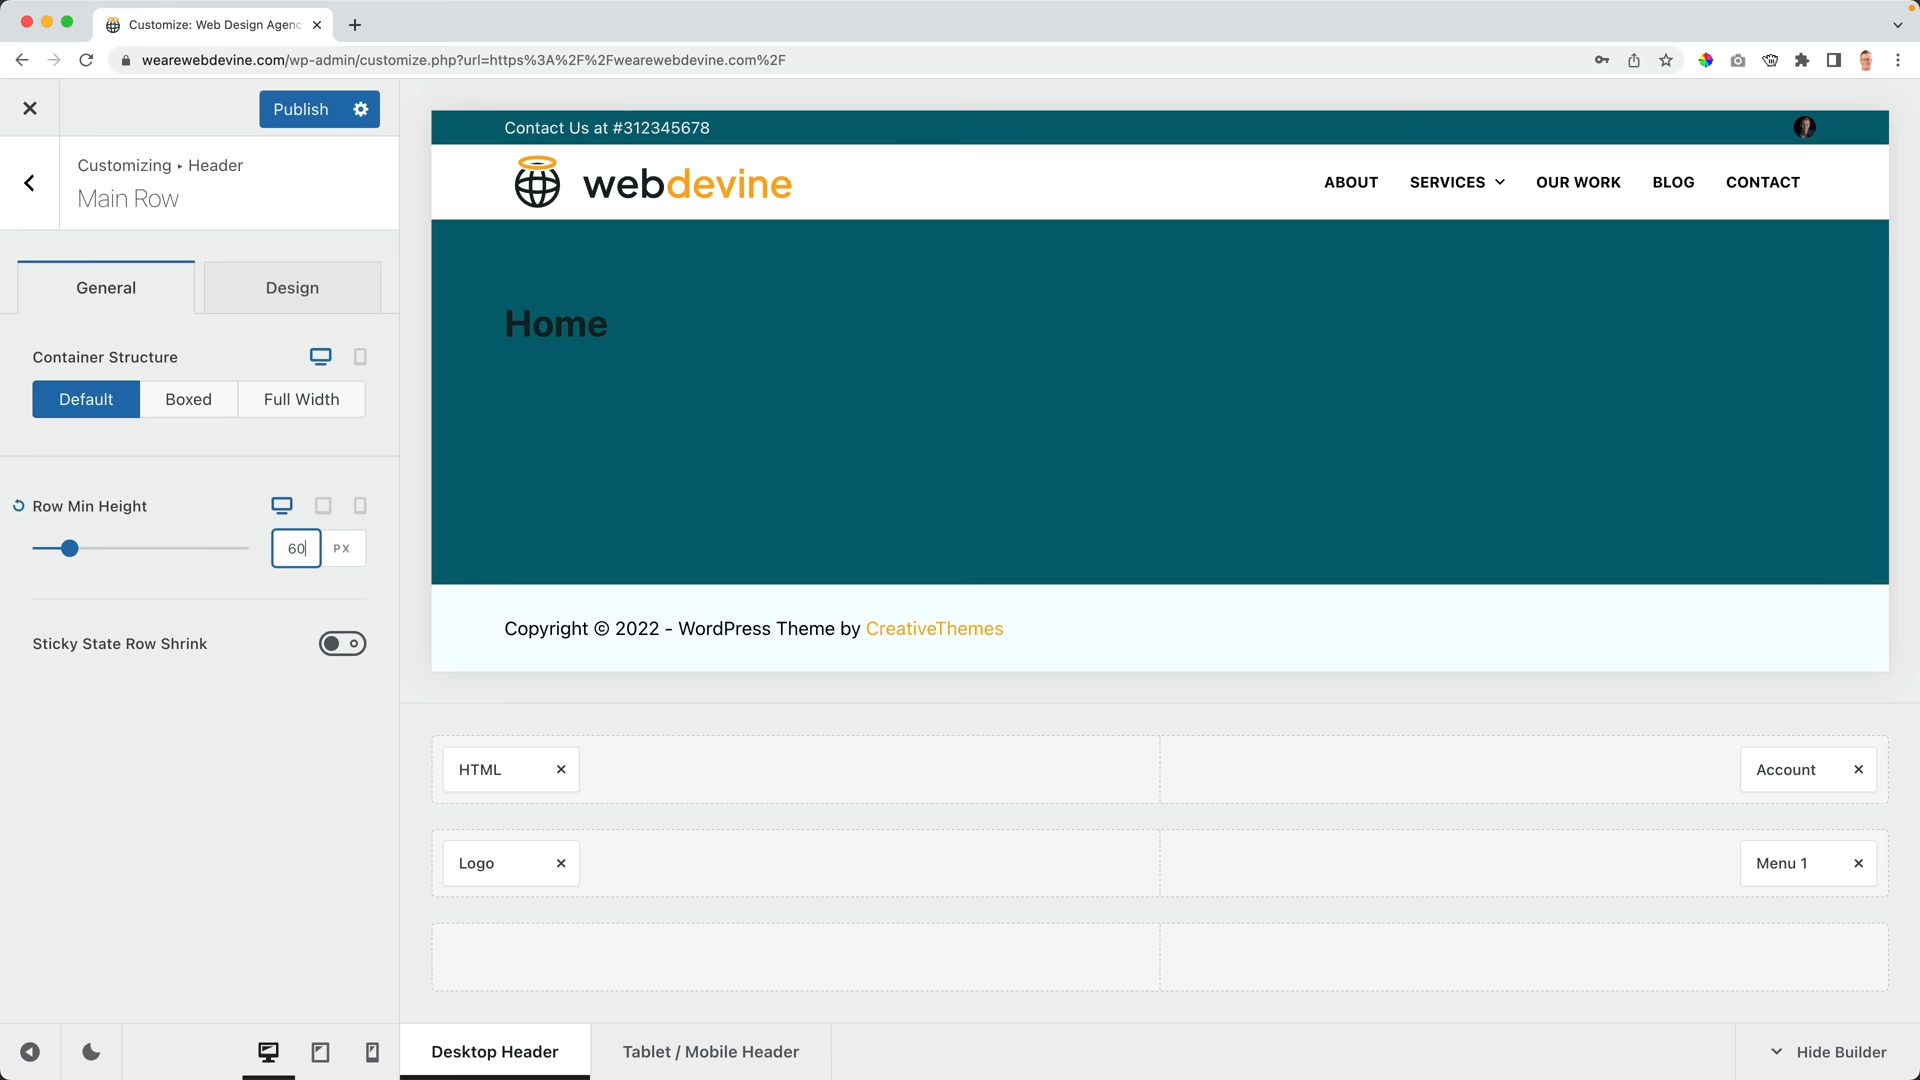 Customize: Web Design Agenc
wearewebdevine.com/wp-admin/customize.php?url=https%3A%2F%2Fwearewebdevine.com%2F
Publish
Customizing ▸ Header
Main Row
General
Design
Container Structure
Default
Boxed
Full Width
Row Min Height
60
PX
Sticky State Row Shrink
Contact Us at #312345678
webdevine
ABOUT
SERVICES
OUR WORK
BLOG
CONTACT
Home
Copyright © 2022 - WordPress Theme by CreativeThemes
HTML
Account
Logo
Menu 1
Desktop Header
Tablet / Mobile Header
Hide Builder